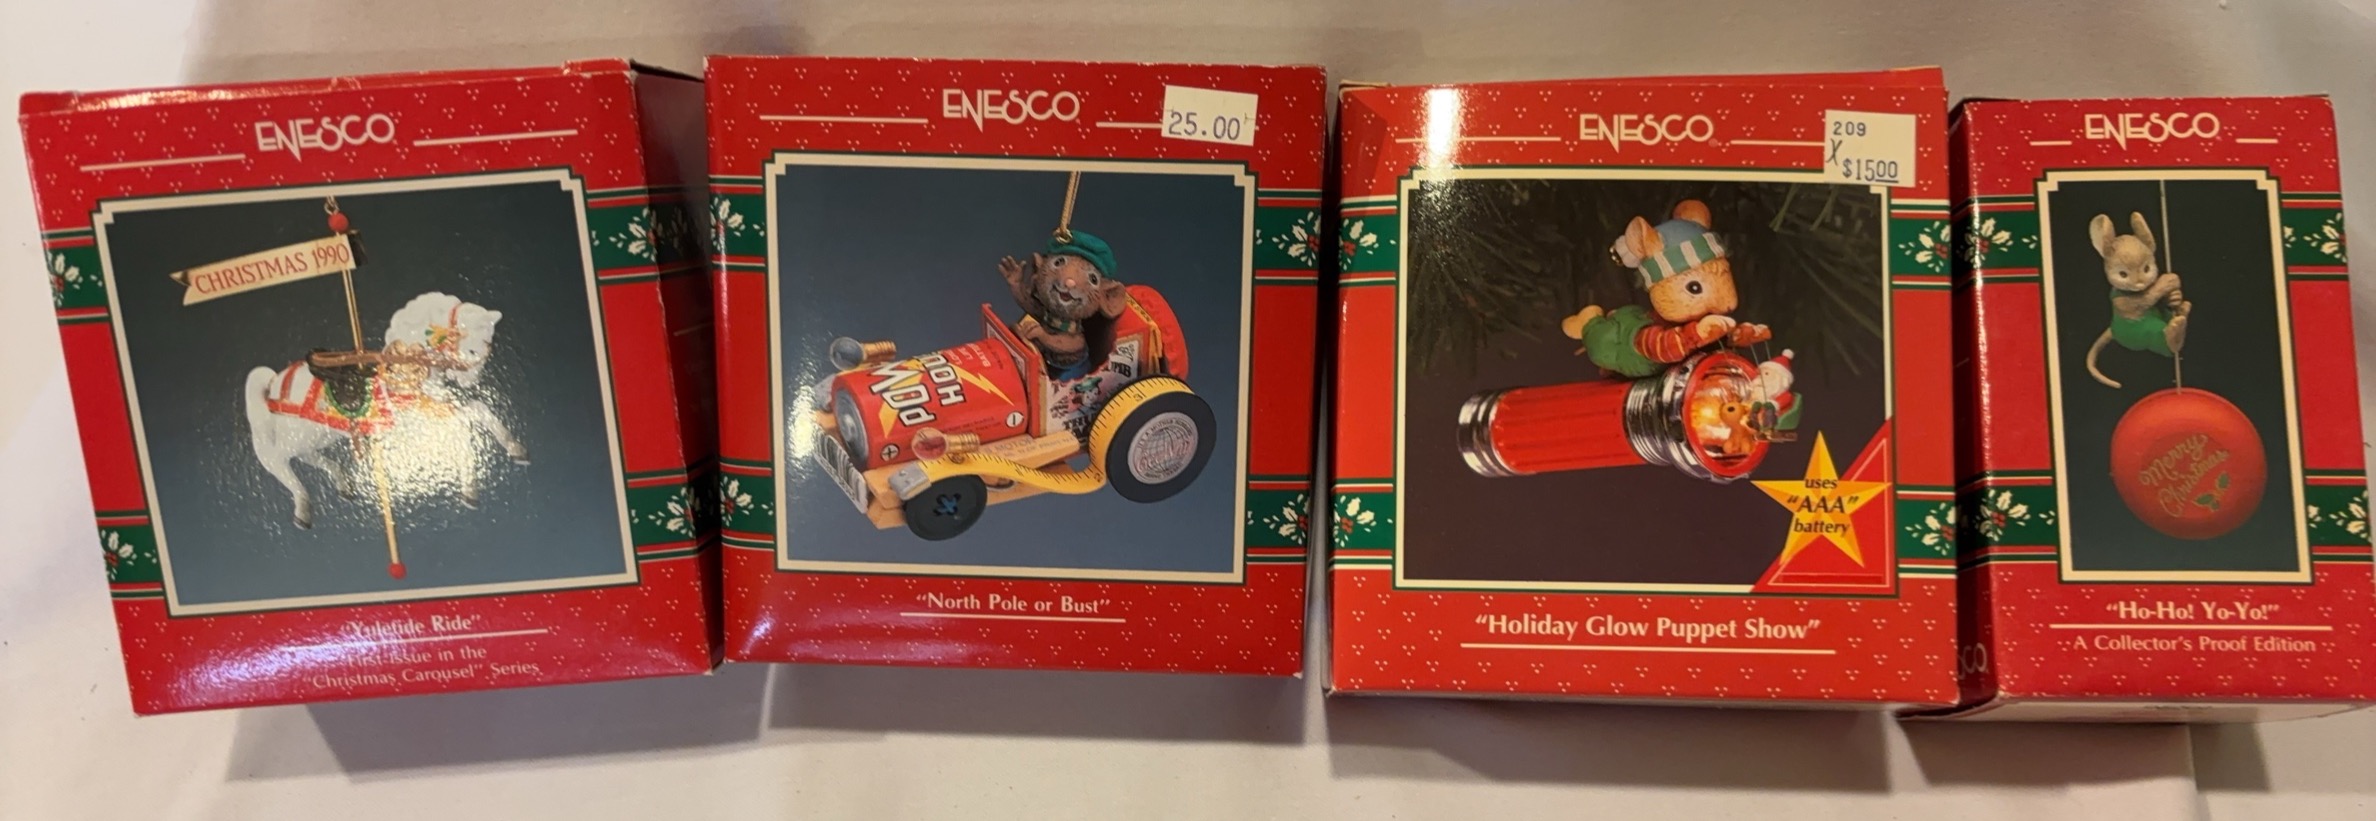 ENESCO
CHRISTMAS 1990
"Yuletide Ride"
First Issue in the
"Christmas Carousel" Series
ENESCO
25.00
POW
HOU
"North Pole or Bust"
ENESCO
209
X
$15.00
uses
"AAA"
battery
"Holiday Glow Puppet Show"
ENESCO
Merry
Christmas
"Ho-Ho! Yo-Yo!"
A Collector's Proof Edition